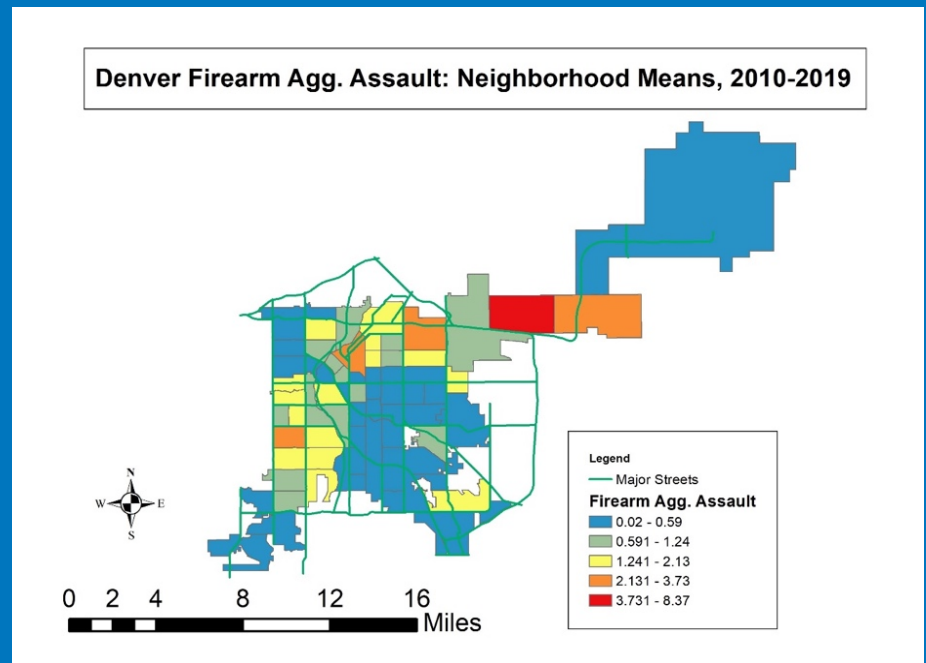 Denver Firearm Agg. Assault: Neighborhood Means, 2010-2019
Legend
Major Streets
Firearm Agg. Assault
0.02 - 0.59
0.591 - 1.24
1.241 - 2.13
2.131 - 3.73
3.731 - 8.37
N
W E
S
0 2 4 8 12 16
Miles